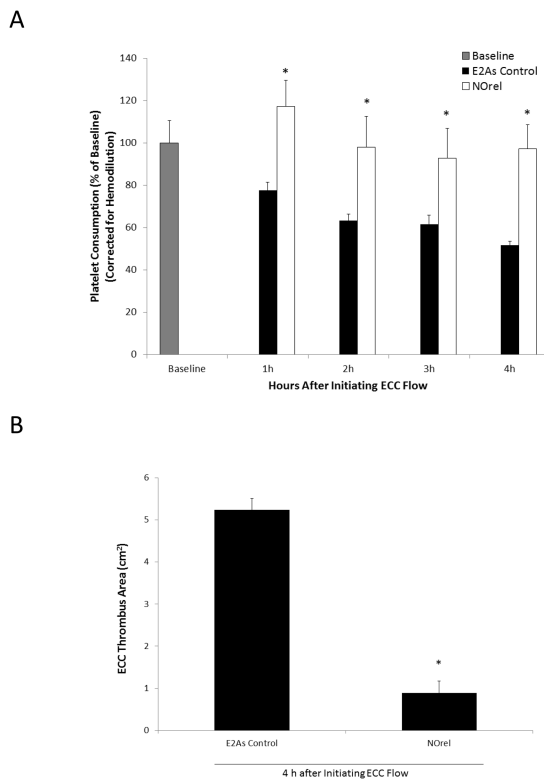 A
Baseline
E2As Control
NOrel
Platelet Consumption (% of Baseline)
(Corrected for Hemodilution)
140
120
100
80
60
40
20
0
*
*
*
*
Baseline
1h
2h
3h
4h
Hours After Initiating ECC Flow
B
ECC Thrombus Area (cm²)
6
5
4
3
2
1
0
*
E2As Control
NOrel
4 h after Initiating ECC Flow